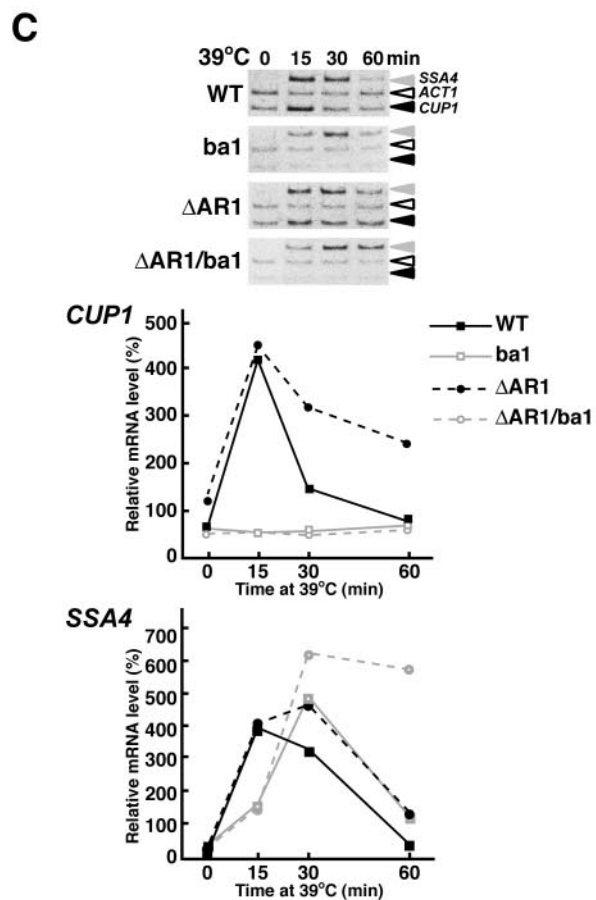 C
39°C 0 15 30 60 min
WT
SSA4
ACT1
CUP1
ba1
ΔAR1
ΔAR1/ba1
CUP1
Relative mRNA level (%)
500
400
300
200
100
0
0 15 30 60
Time at 39°C (min)
WT
ba1
ΔAR1
ΔAR1/ba1
SSA4
Relative mRNA level (%)
700
600
500
400
300
200
100
0
0 15 30 60
Time at 39°C (min)